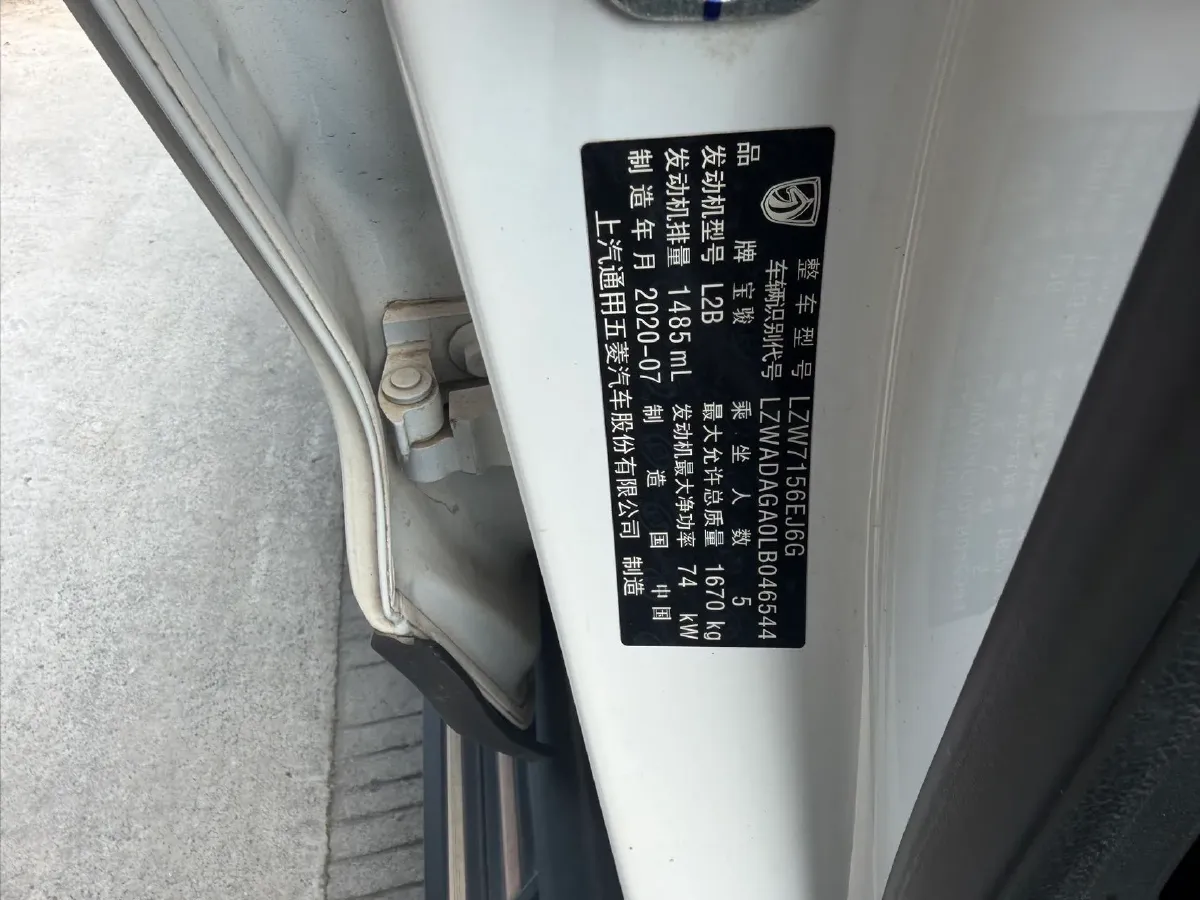 整车型号 LZW7156EJ6G
车辆识别代号 LZWADAGA0LB046544
品牌 宝骏 乘坐人数 5
发动机型号 L2B 最大允许总质量 1670 kg
发动机排量 1485 mL 发动机最大净功率 74 kW
制造年月 2020-07 制造国 中国
上汽通用五菱汽车股份有限公司 制造